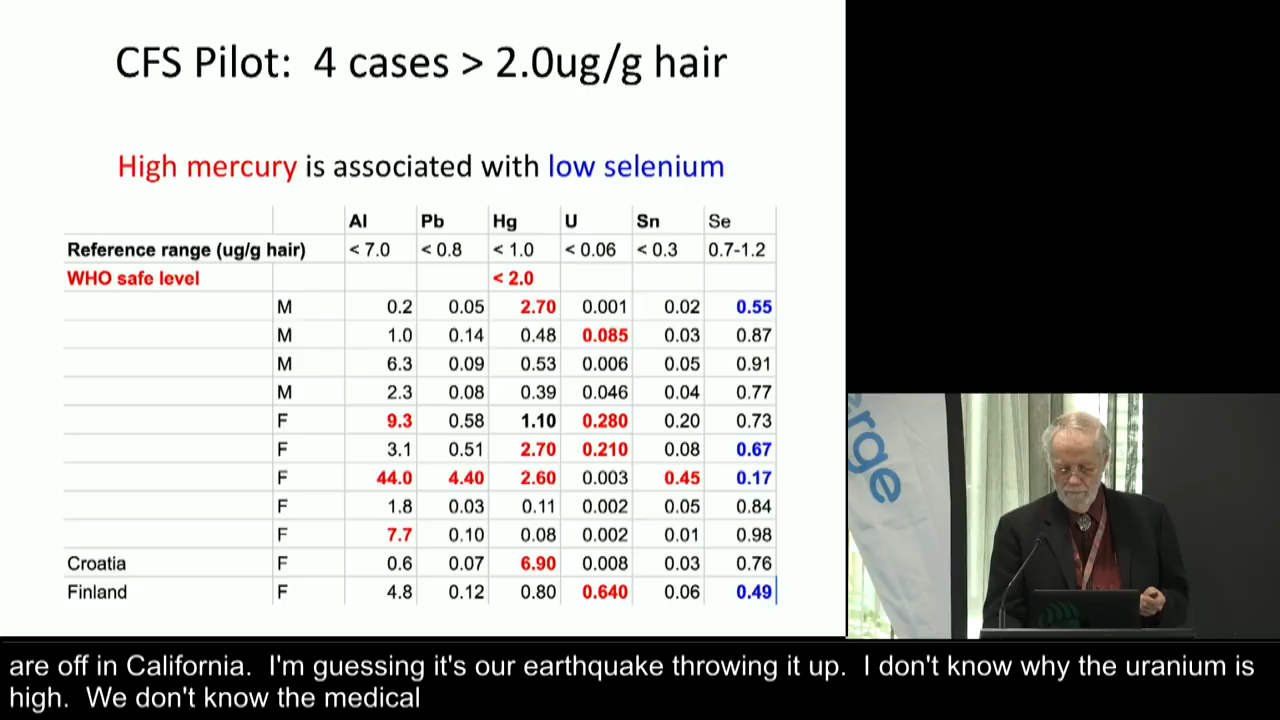 CFS Pilot: 4 cases > 2.0ug/g hair
High mercury is associated with low selenium
Al Pb Hg U Sn Se
Reference range (ug/g hair) < 7.0 < 0.8 < 1.0 < 0.06 < 0.3 0.7-1.2
WHO safe level < 2.0
M 0.2 0.05 2.70 0.001 0.02 0.55
M 1.0 0.14 0.48 0.085 0.03 0.87
M 6.3 0.09 0.53 0.006 0.05 0.91
M 2.3 0.08 0.39 0.046 0.04 0.77
F 9.3 0.58 1.10 0.280 0.20 0.73
F 3.1 0.51 2.70 0.210 0.08 0.67
F 44.0 4.40 2.60 0.003 0.45 0.17
F 1.8 0.03 0.11 0.002 0.05 0.84
F 7.7 0.10 0.08 0.002 0.01 0.98
Croatia F 0.6 0.07 6.90 0.008 0.03 0.76
Finland F 4.8 0.12 0.80 0.640 0.06 0.49
erge
are off in California. I'm guessing it's our earthquake throwing it up. I don't know why the uranium is
high. We don't know the medical